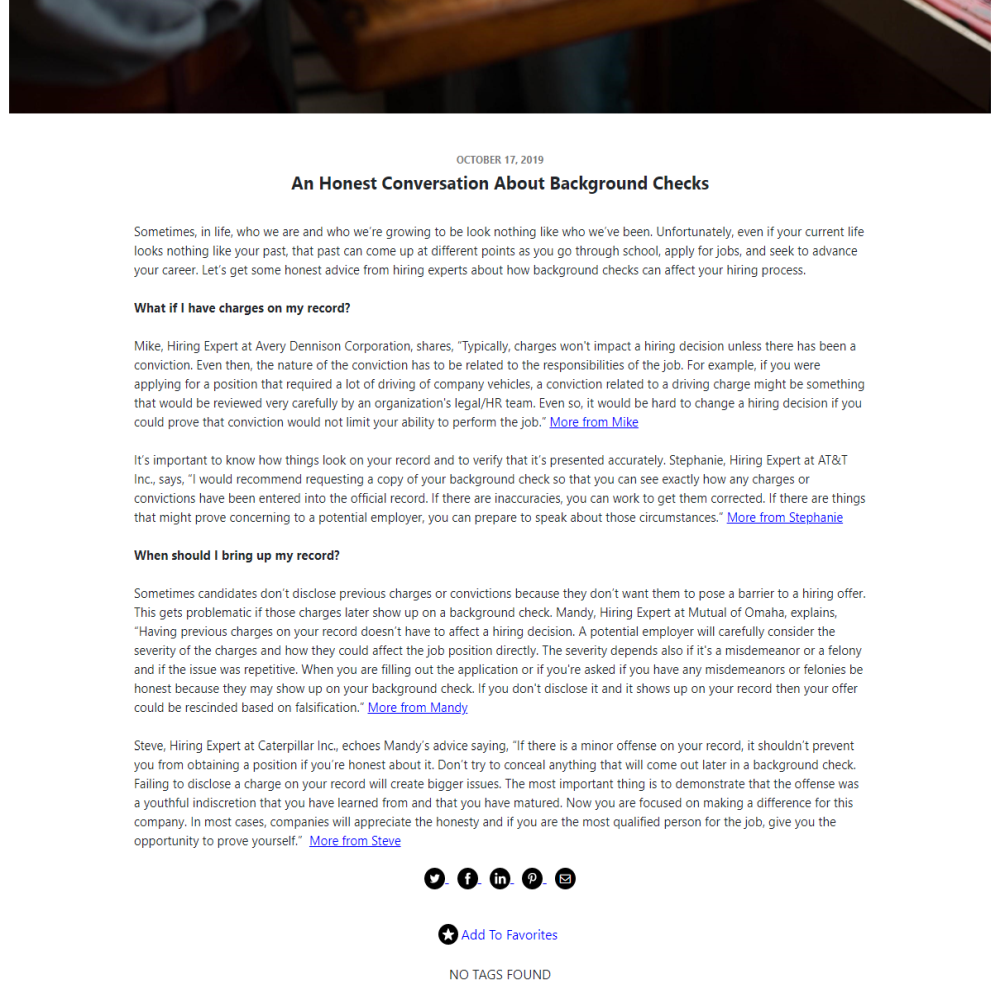 OCTOBER 17, 2019
An Honest Conversation About Background Checks
Sometimes, in life, who we are and who we're growing to be look nothing like who we've been. Unfortunately, even if your current life
looks nothing like your past, that past can come up at different points as you go through school, apply for jobs, and seek to advance
your career. Let's get some honest advice from hiring experts about how background checks can affect your hiring process.
What if I have charges on my record?
Mike, Hiring Expert at Avery Dennison Corporation, shares, “Typically, charges won't impact a hiring decision unless there has been a
conviction. Even then, the nature of the conviction has to be related to the responsibilities of the job. For example, if you were
applying for a position that required a lot of driving of company vehicles, a conviction related to a driving charge might be something
that would be reviewed very carefully by an organization's legal/HR team. Even so, it would be hard to change a hiring decision if you
could prove that conviction would not limit your ability to perform the job.” More from Mike
It's important to know how things look on your record and to verify that it's presented accurately. Stephanie, Hiring Expert at AT&T
Inc., says, “I would recommend requesting a copy of your background check so that you can see exactly how any charges or
convictions have been entered into the official record. If there are inaccuracies, you can work to get them corrected. If there are things
that might prove concerning to a potential employer, you can prepare to speak about those circumstances.” More from Stephanie
When should I bring up my record?
Sometimes candidates don't disclose previous charges or convictions because they don't want them to pose a barrier to a hiring offer.
This gets problematic if those charges later show up on a background check. Mandy, Hiring Expert at Mutual of Omaha, explains,
“Having previous charges on your record doesn't have to affect a hiring decision. A potential employer will carefully consider the
severity of the charges and how they could affect the job position directly. The severity depends also if it's a misdemeanor or a felony
and if the issue was repetitive. When you are filling out the application or if you're asked if you have any misdemeanors or felonies be
honest because they may show up on your background check. If you don't disclose it and it shows up on your record then your offer
could be rescinded based on falsification.” More from Mandy
Steve, Hiring Expert at Caterpillar Inc., echoes Mandy's advice saying, “If there is a minor offense on your record, it shouldn't prevent
you from obtaining a position if you're honest about it. Don't try to conceal anything that will come out later in a background check.
Failing to disclose a charge on your record will create bigger issues. The most important thing is to demonstrate that the offense was
a youthful indiscretion that you have learned from and that you have matured. Now you are focused on making a difference for this
company. In most cases, companies will appreciate the honesty and if you are the most qualified person for the job, give you the
opportunity to prove yourself.” More from Steve
Add To Favorites
NO TAGS FOUND